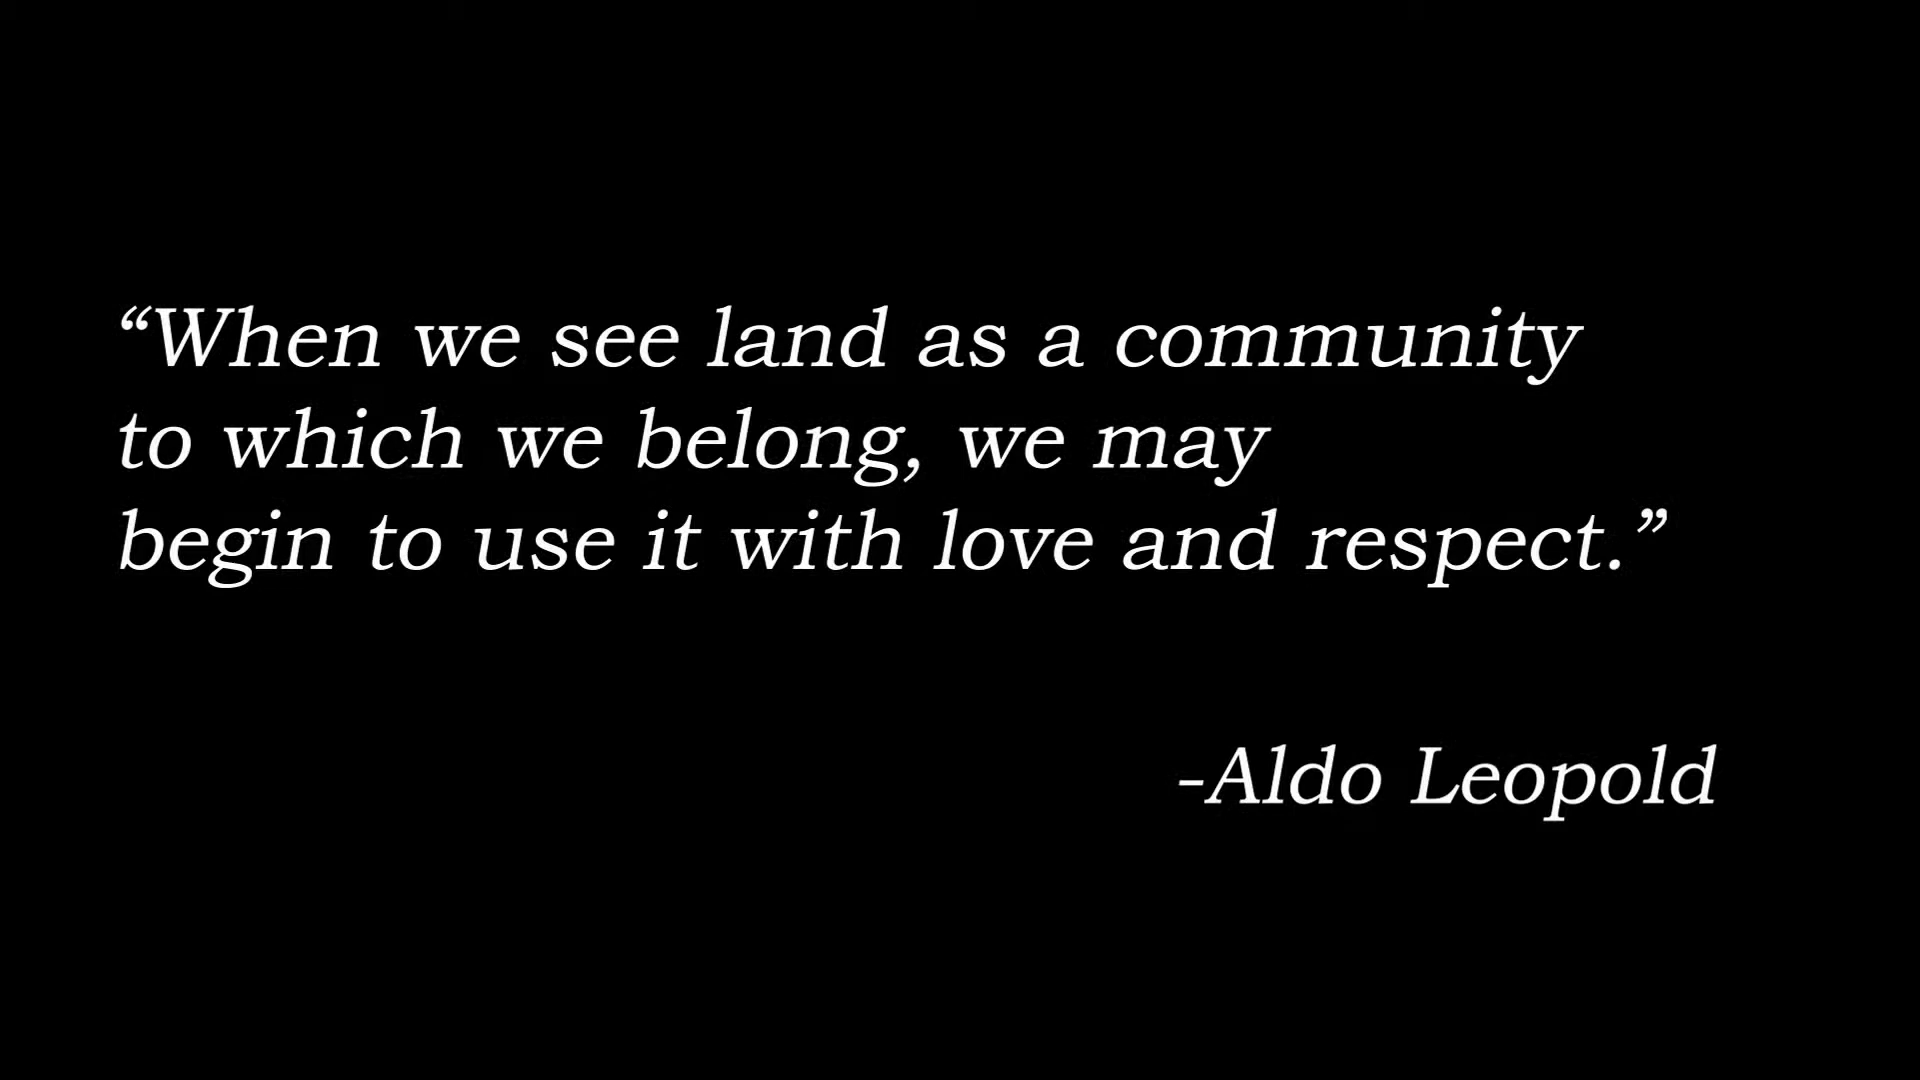 “When we see land as a community
to which we belong, we may
begin to use it with love and respect.”
-Aldo Leopold